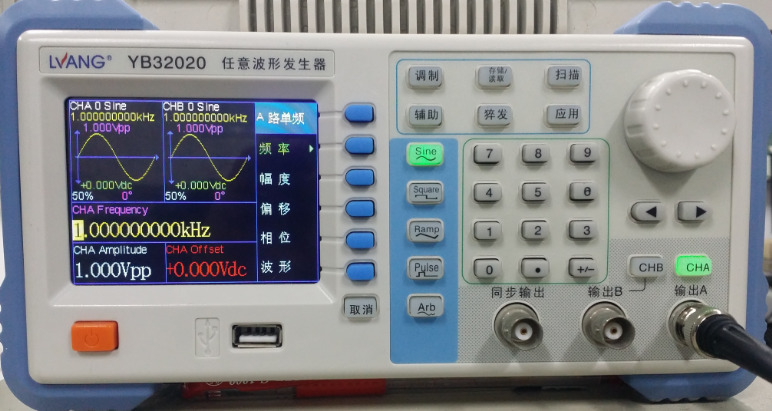 LVYANG® YB32020 任意波形发生器
CHA 0 Sine
1.000000000kHz
1.000Vpp
+0.000Vdc
50% 0°
CHB 0 Sine
1.000000000kHz
1.000Vpp
+0.000Vdc
50% 0°
CHA Frequency
1.000000000kHz
CHA Amplitude
1.000Vpp
CHA Offset
+0.000Vdc
A 路单频
频率
幅度
偏移
相位
波形
取消
调制 存储/读取 扫描
辅助 猝发 应用
Sine
Square
Ramp
Pulse
Arb
7 8 9
4 5 6
1 2 3
0 • +/−
CHB CHA
同步输出 输出B 输出A